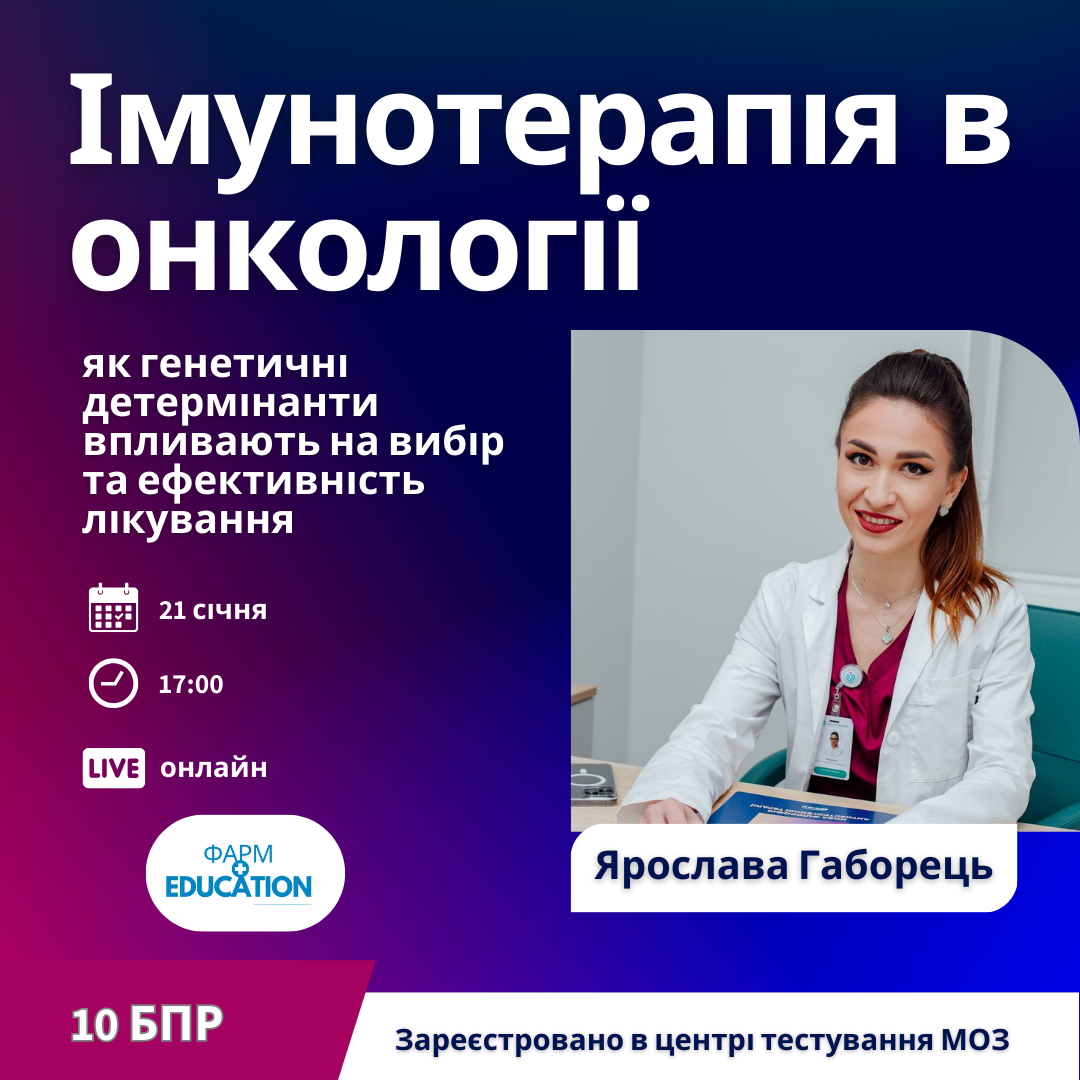 Імунотерапія в
онкології
як генетичні
детермінанти
впливають на вибір
та ефективність
лікування
21 січня
17:00
LIVE онлайн
ФАРМ
EDUCATION
Ярослава Габорець
10 БПР
Зареєстровано в центрі тестування МОЗ